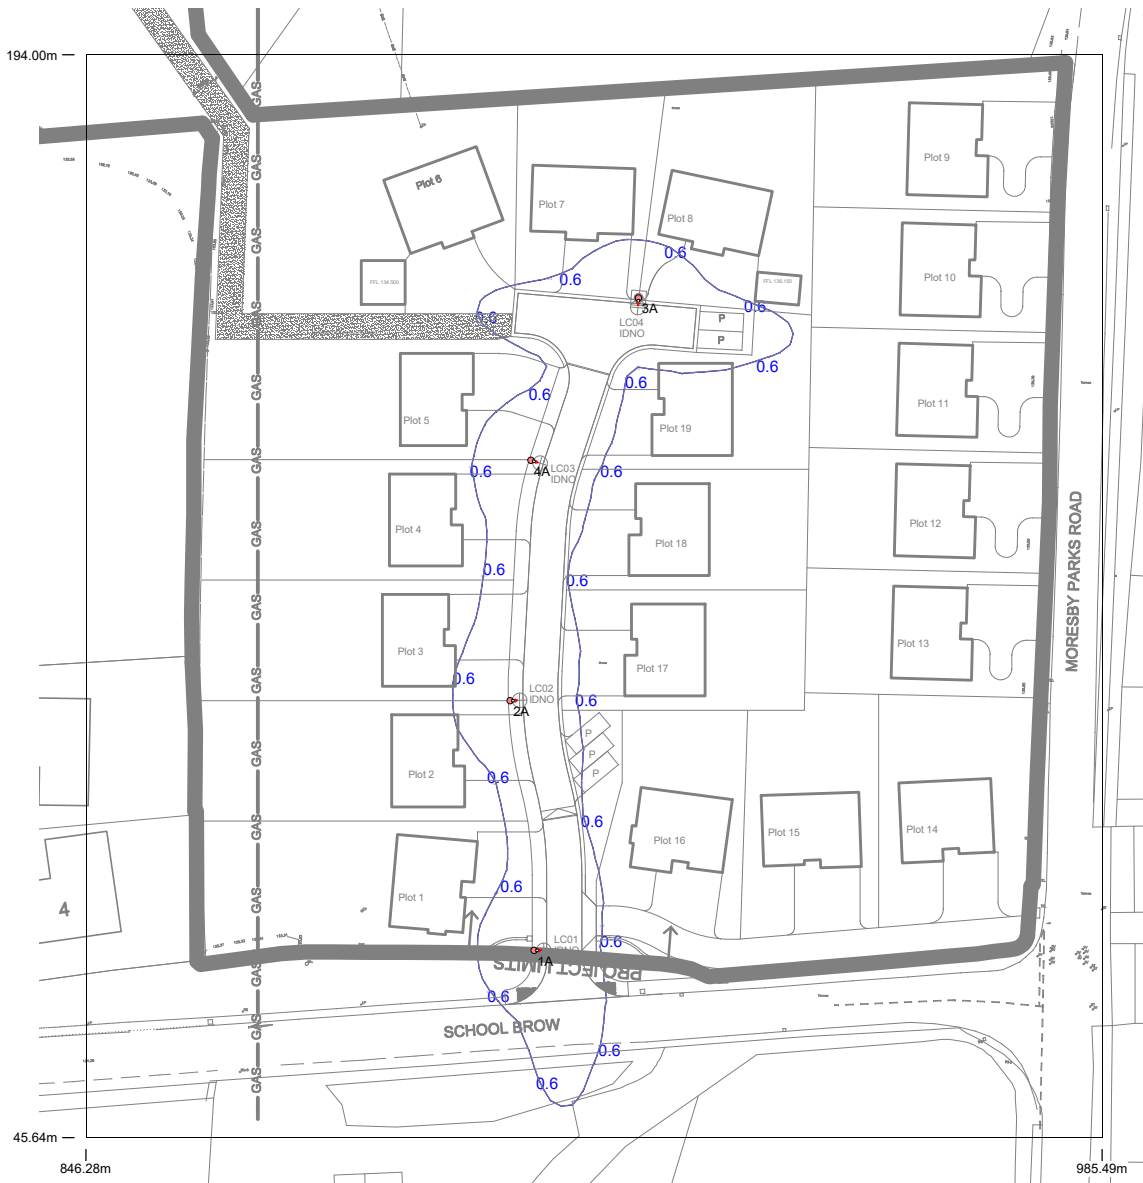 194.00m
GAS
GAS
GAS
GAS
GAS
GAS
GAS
GAS
GAS
GAS
GAS
GAS
GAS
Plot 9
Plot 6
Plot 7
Plot 8
Plot 10
0.6
0.6
FFL 134.500
FFL 136.150
0.6
0.6
3A
LC04
IDNO
P
P
0.6
0.6
0.6
Plot 5
Plot 19
Plot 11
0.6
4A
LC03
IDNO
0.6
Plot 4
Plot 18
Plot 12
0.6
0.6
MORESBY PARKS ROAD
Plot 3
Plot 17
Plot 13
0.6
LC02
IDNO
0.6
2A
P
P
P
Plot 2
0.6
0.6
Plot 16
Plot 15
Plot 14
Plot 1
0.6
4
LC01
IDNO
0.6
1A
PROJECT LIMITS
0.6
SCHOOL BROW
0.6
0.6
45.64m
846.28m
985.49m